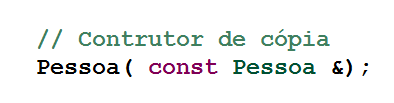 // Contrutor de cópia
Pessoa( const Pessoa &);